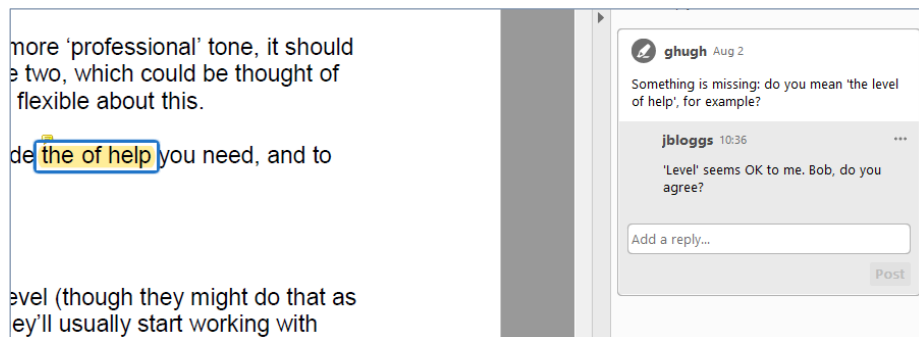 more ‘professional’ tone, it should
e two, which could be thought of
flexible about this.
de the of help you need, and to
evel (though they might do that as
ey’ll usually start working with
ghugh Aug 2
Something is missing: do you mean 'the level
of help', for example?
jbloggs 10:36
'Level' seems OK to me. Bob, do you
agree?
Add a reply...
Post